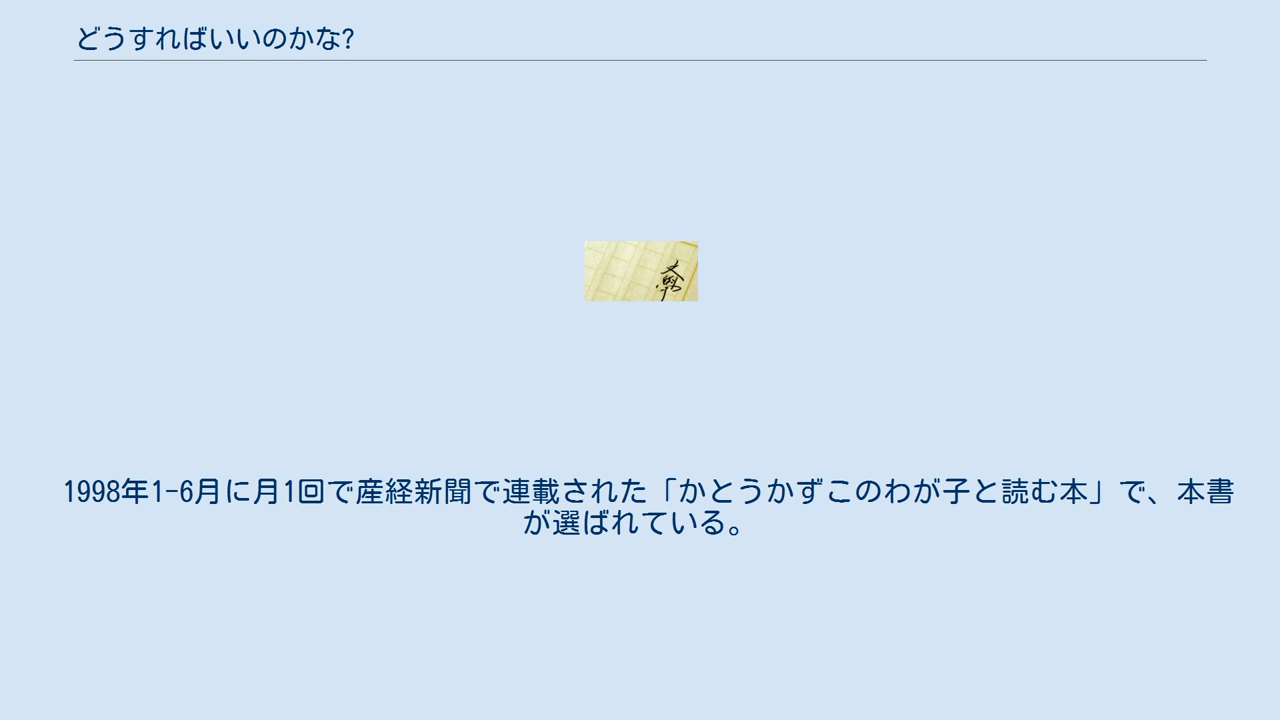 どうすればいいのかな?
1998年1-6月に月1回で産経新聞で連載された「かとうかずこのわが子と読む本」で、本書
が選ばれている。